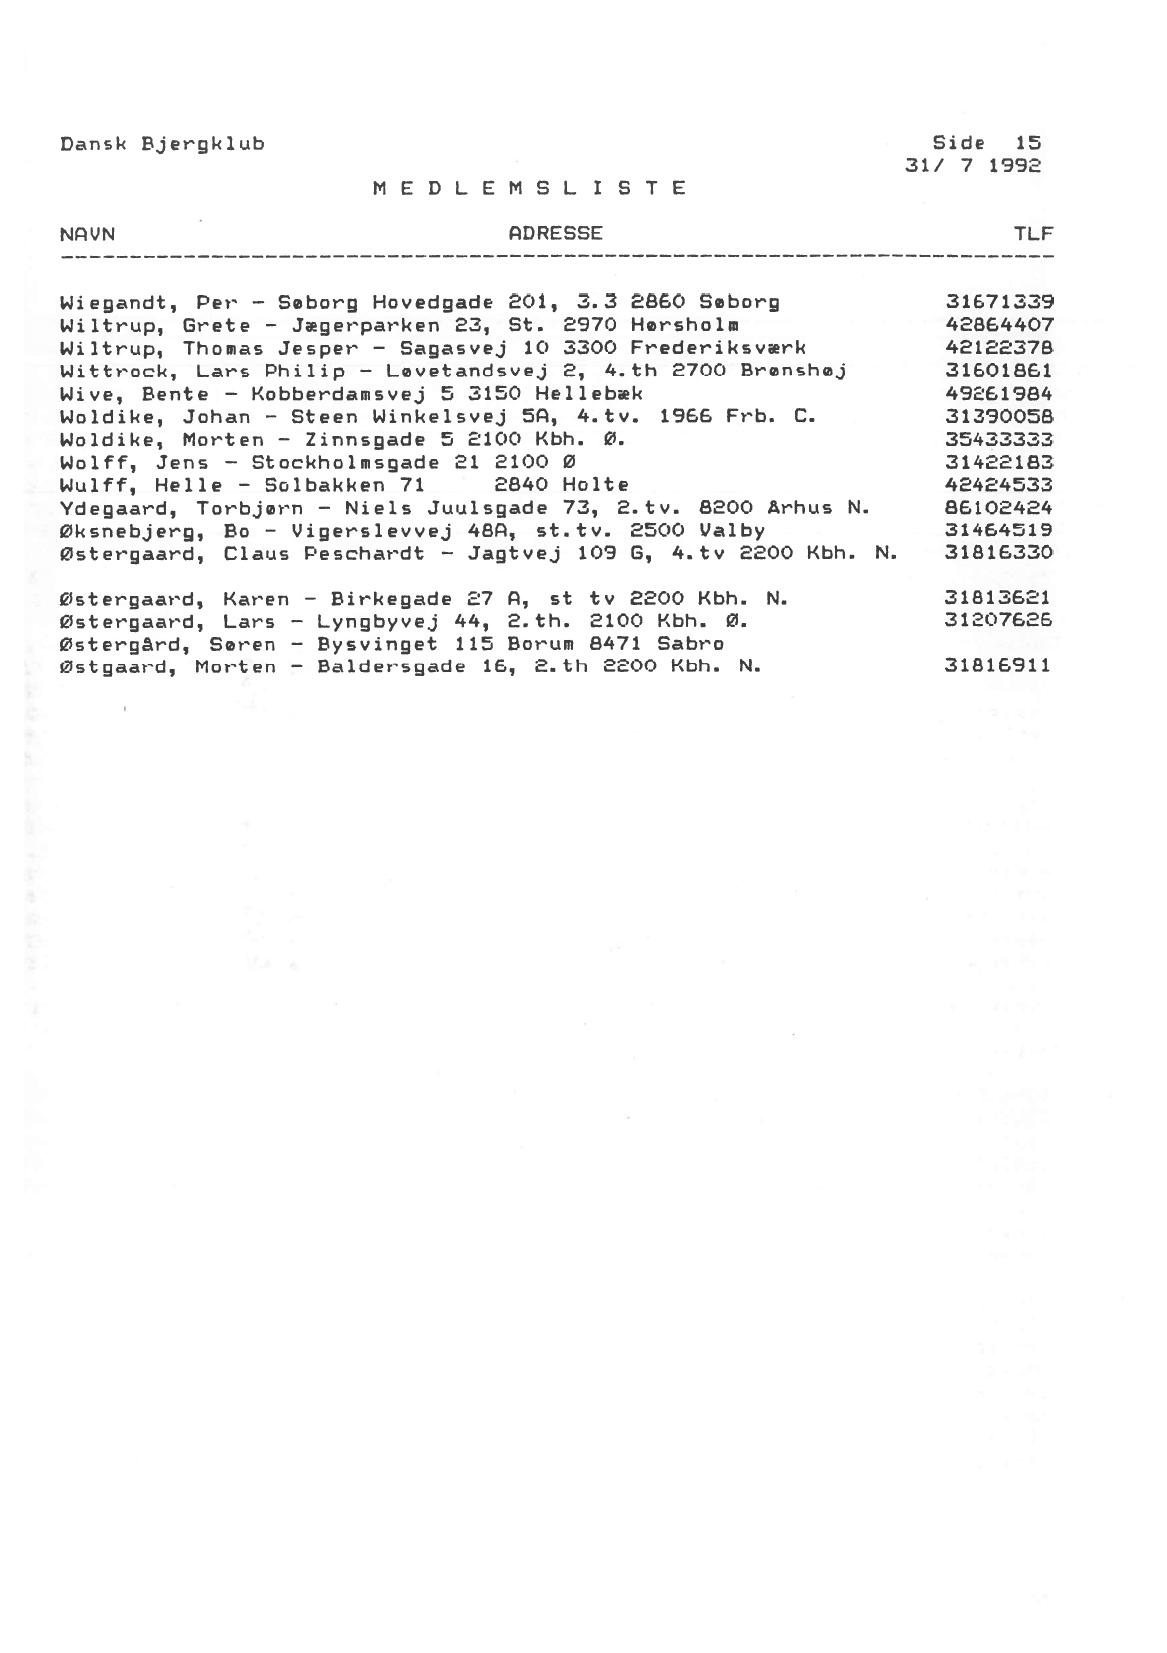 Dansk Bjergklub Side 15
31/ 7 1992
M E D L E M S L I S T E
NAVN ADRESSE TLF
--------------------------------------------------------------------------
Wiegandt, Per - Søborg Hovedgade 201, 3.3 2860 Søborg 31671339
Wiltrup, Grete - Jægerparken 23, St. 2970 Hørsholm 42864407
Wiltrup, Thomas Jesper - Sagasvej 10 3300 Frederiksværk 42122378
Wittrock, Lars Philip - Løvetandsvej 2, 4.th 2700 Brønshøj 31601861
Wive, Bente - Kobberdamsvej 5 3150 Hellebæk 49261984
Woldike, Johan - Steen Winkelsvej 5A, 4.tv. 1966 Frb. C. 31390058
Woldike, Morten - Zinnsgade 5 2100 Kbh. Ø. 35433333
Wolff, Jens - Stockholmsgade 21 2100 Ø 31422183
Wulff, Helle - Solbakken 71 2840 Holte 42424533
Ydegaard, Torbjørn - Niels Juulsgade 73, 2.tv. 8200 Arhus N. 86102424
Øksnebjerg, Bo - Vigerslevvej 48A, st.tv. 2500 Valby 31464519
Østergaard, Claus Peschardt - Jagtvej 109 G, 4.tv 2200 Kbh. N. 31816330
Østergaard, Karen - Birkegade 27 A, st tv 2200 Kbh. N. 31813621
Østergaard, Lars - Lyngbyvej 44, 2.th. 2100 Kbh. Ø. 31207626
Østergård, Søren - Bysvinget 115 Borum 8471 Sabro
Østgaard, Morten - Baldersgade 16, 2.th 2200 Kbh. N. 31816911